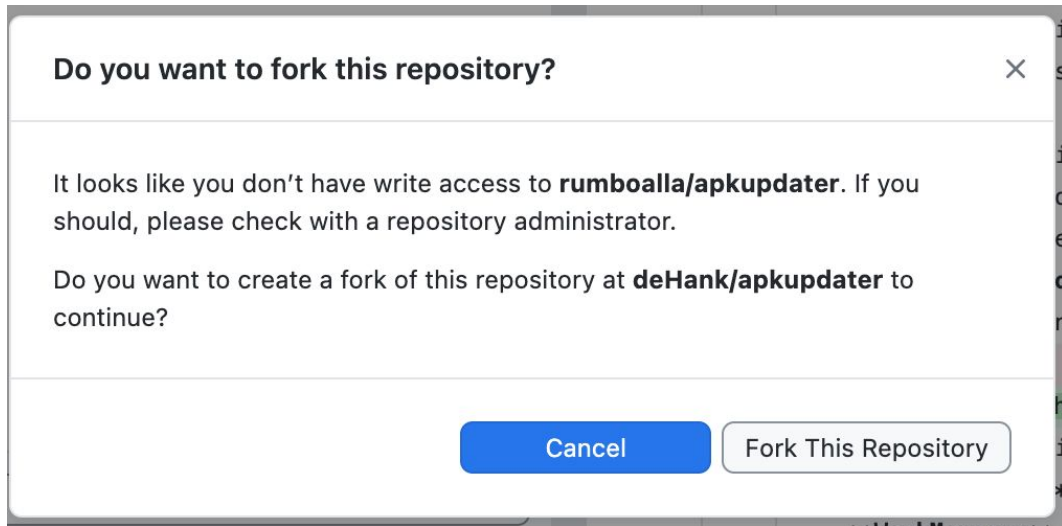 Do you want to fork this repository?
It looks like you don’t have write access to rumboalla/apkupdater. If you
should, please check with a repository administrator.
Do you want to create a fork of this repository at deHank/apkupdater to
continue?
Cancel
Fork This Repository